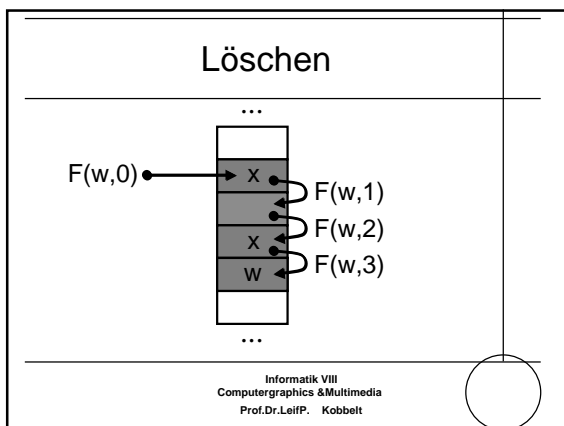 Löschen
...
F(w,0)
x
F(w,1)
F(w,2)
x
F(w,3)
w
...
Informatik VIII
Computergraphics &Multimedia
Prof.Dr.LeifP. Kobbelt